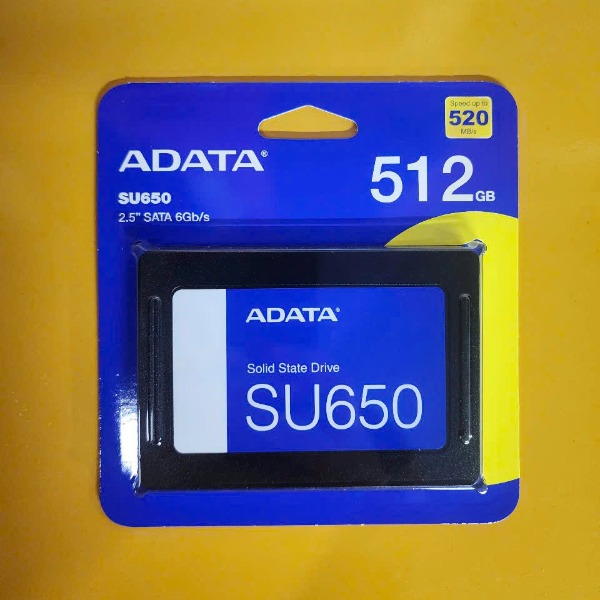 Speed up to
520
MB/s
ADATA®
512GB
SU650
2.5" SATA 6Gb/s
ADATA®
Solid State Drive
SU650